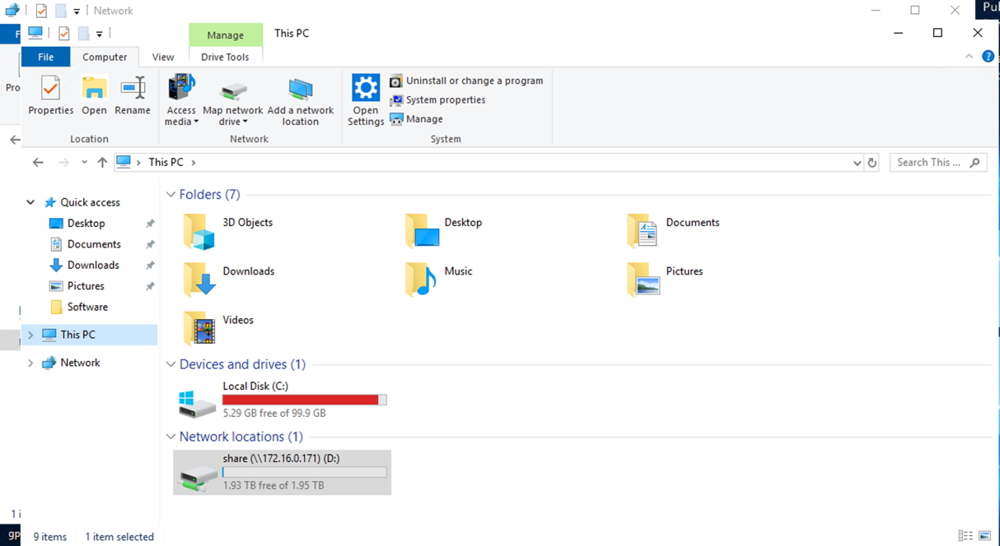 Network
Pul
F
Manage
This PC
File
Computer
View
Drive Tools
Pro
Properties
Open
Rename
Access media
Map network drive
Add a network location
Open Settings
Uninstall or change a program
System properties
Manage
Location
Network
System
This PC
Search This ...
Quick access
Desktop
Documents
Downloads
Pictures
Software
This PC
Network
Folders (7)
3D Objects
Desktop
Documents
Downloads
Music
Pictures
Videos
Devices and drives (1)
Local Disk (C:)
5.29 GB free of 99.9 GB
Network locations (1)
share (\\172.16.0.171) (D:)
1.93 TB free of 1.95 TB
1 i
gp
9 items
1 item selected